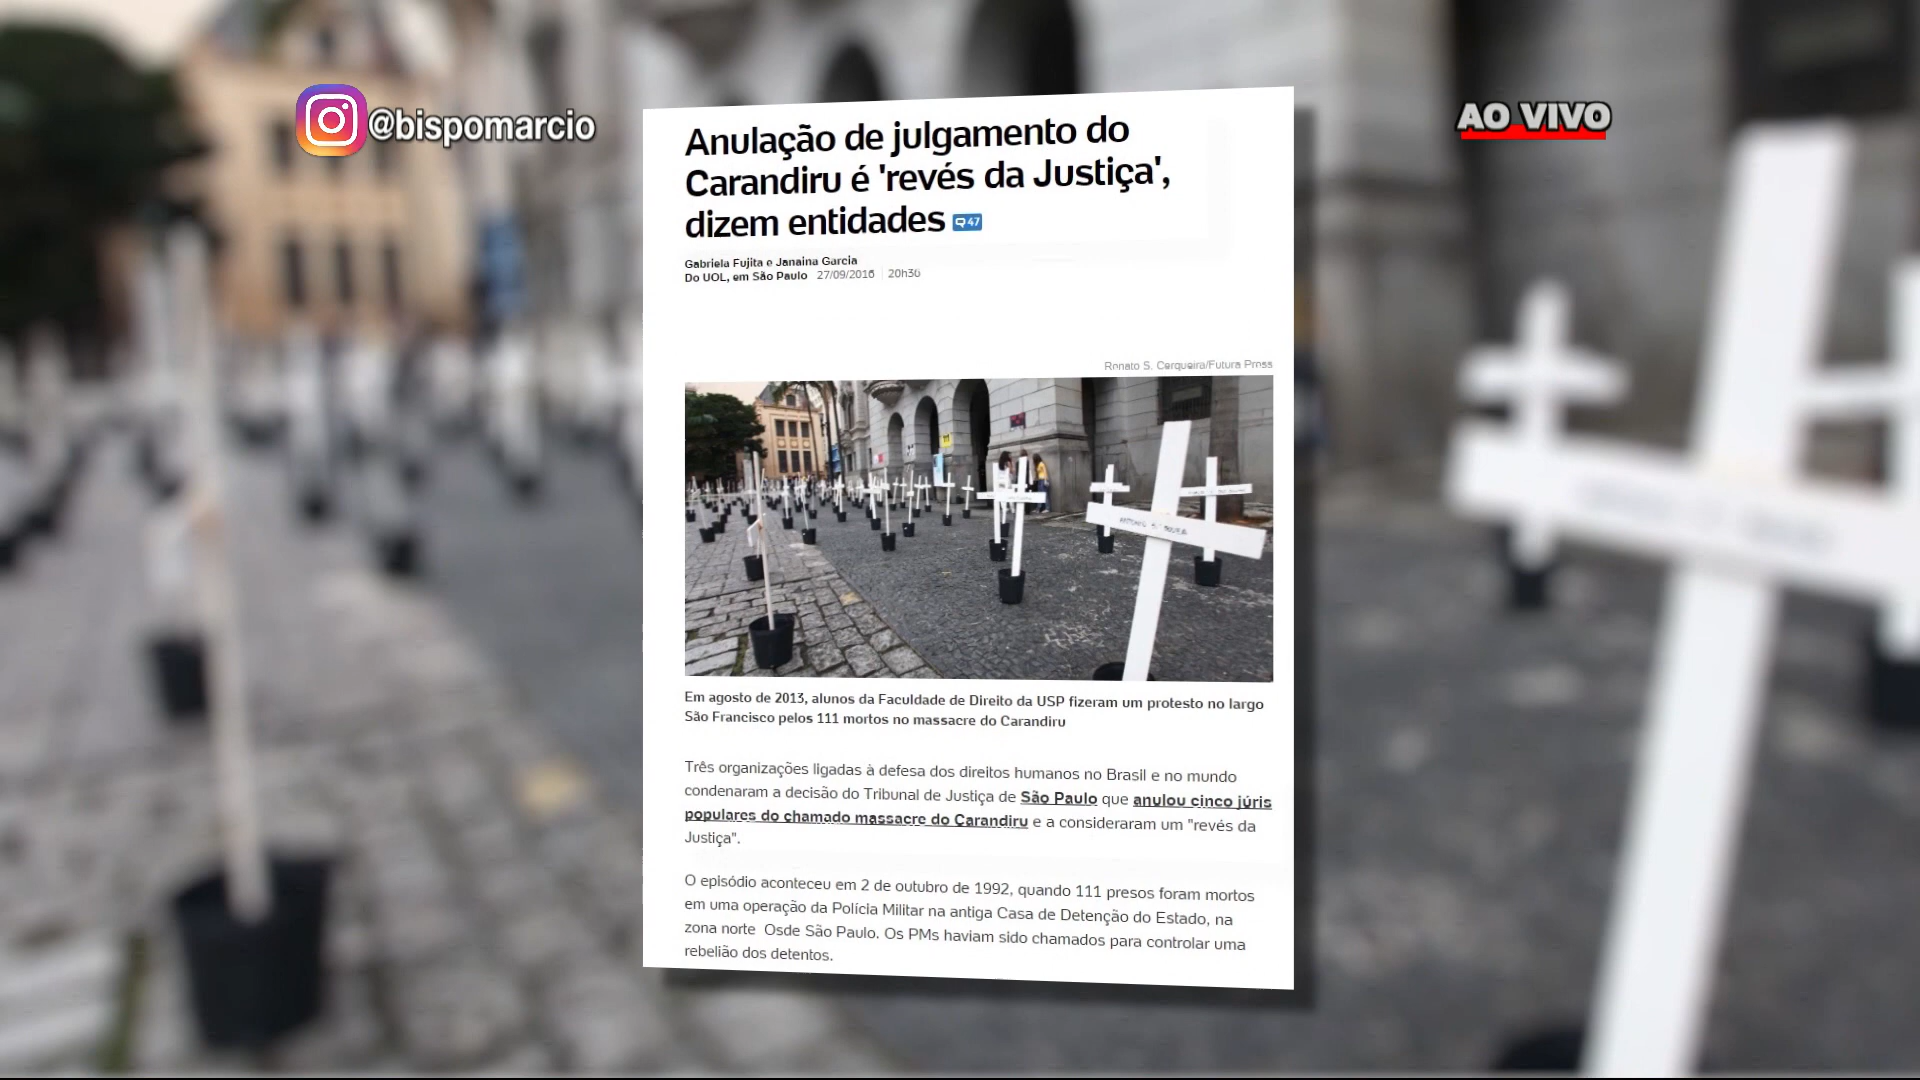 @bispomarcio
AO VIVO
Anulação de julgamento do
Carandiru é 'revés da Justiça',
dizem entidades 47
Gabriela Fujita e Janaina Garcia
Do UOL, em São Paulo 27/09/2016 20h30
Renato S. Cerqueira/Futura Press
Em agosto de 2013, alunos da Faculdade de Direito da USP fizeram um protesto no largo
São Francisco pelos 111 mortos no massacre do Carandiru
Três organizações ligadas à defesa dos direitos humanos no Brasil e no mundo
condenaram a decisão do Tribunal de Justiça de São Paulo que anulou cinco júris
populares do chamado massacre do Carandiru e a consideraram um "revés da
Justiça".
O episódio aconteceu em 2 de outubro de 1992, quando 111 presos foram mortos
em uma operação da Polícia Militar na antiga Casa de Detenção do Estado, na
zona norte Osde São Paulo. Os PMs haviam sido chamados para controlar uma
rebelião dos detentos.